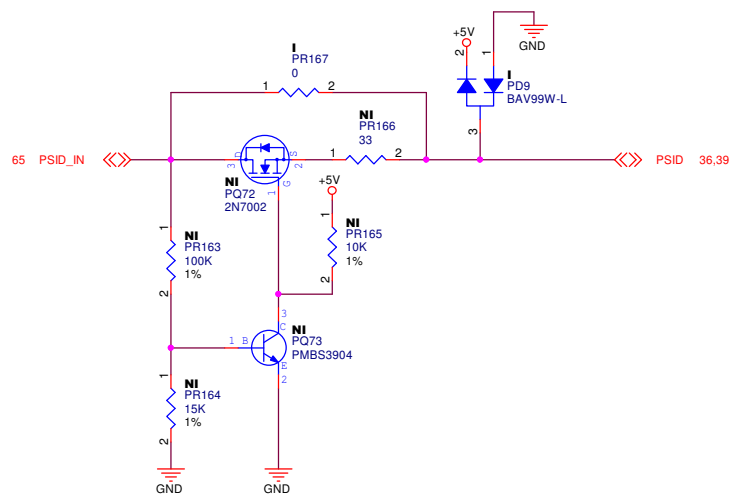 +5V
2
1
GND
I
PR167
0
1
2
I
PD9
BAV99W-L
3
NI
PR166
33
1
2
65 PSID_IN
PSID 36,39
D
S
3
2
G
1
NI
PQ72
2N7002
+5V
1
NI
PR165
10K
1%
2
1
NI
PR163
100K
1%
2
3
C
1 B
NI
PQ73
PMBS3904
E
2
1
NI
PR164
15K
1%
2
GND
GND